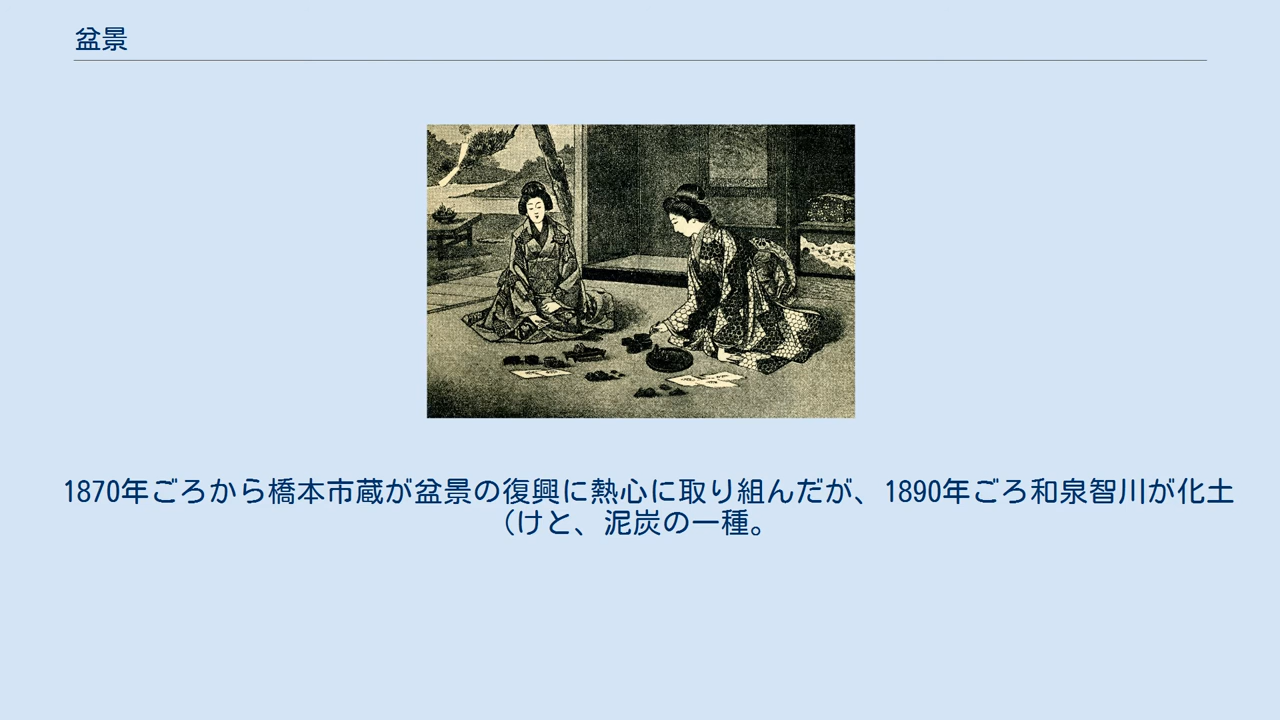 盆景
1870年ごろから橋本市蔵が盆景の復興に熱心に取り組んだが、1890年ごろ和泉智川が化土
（けと、泥炭の一種。